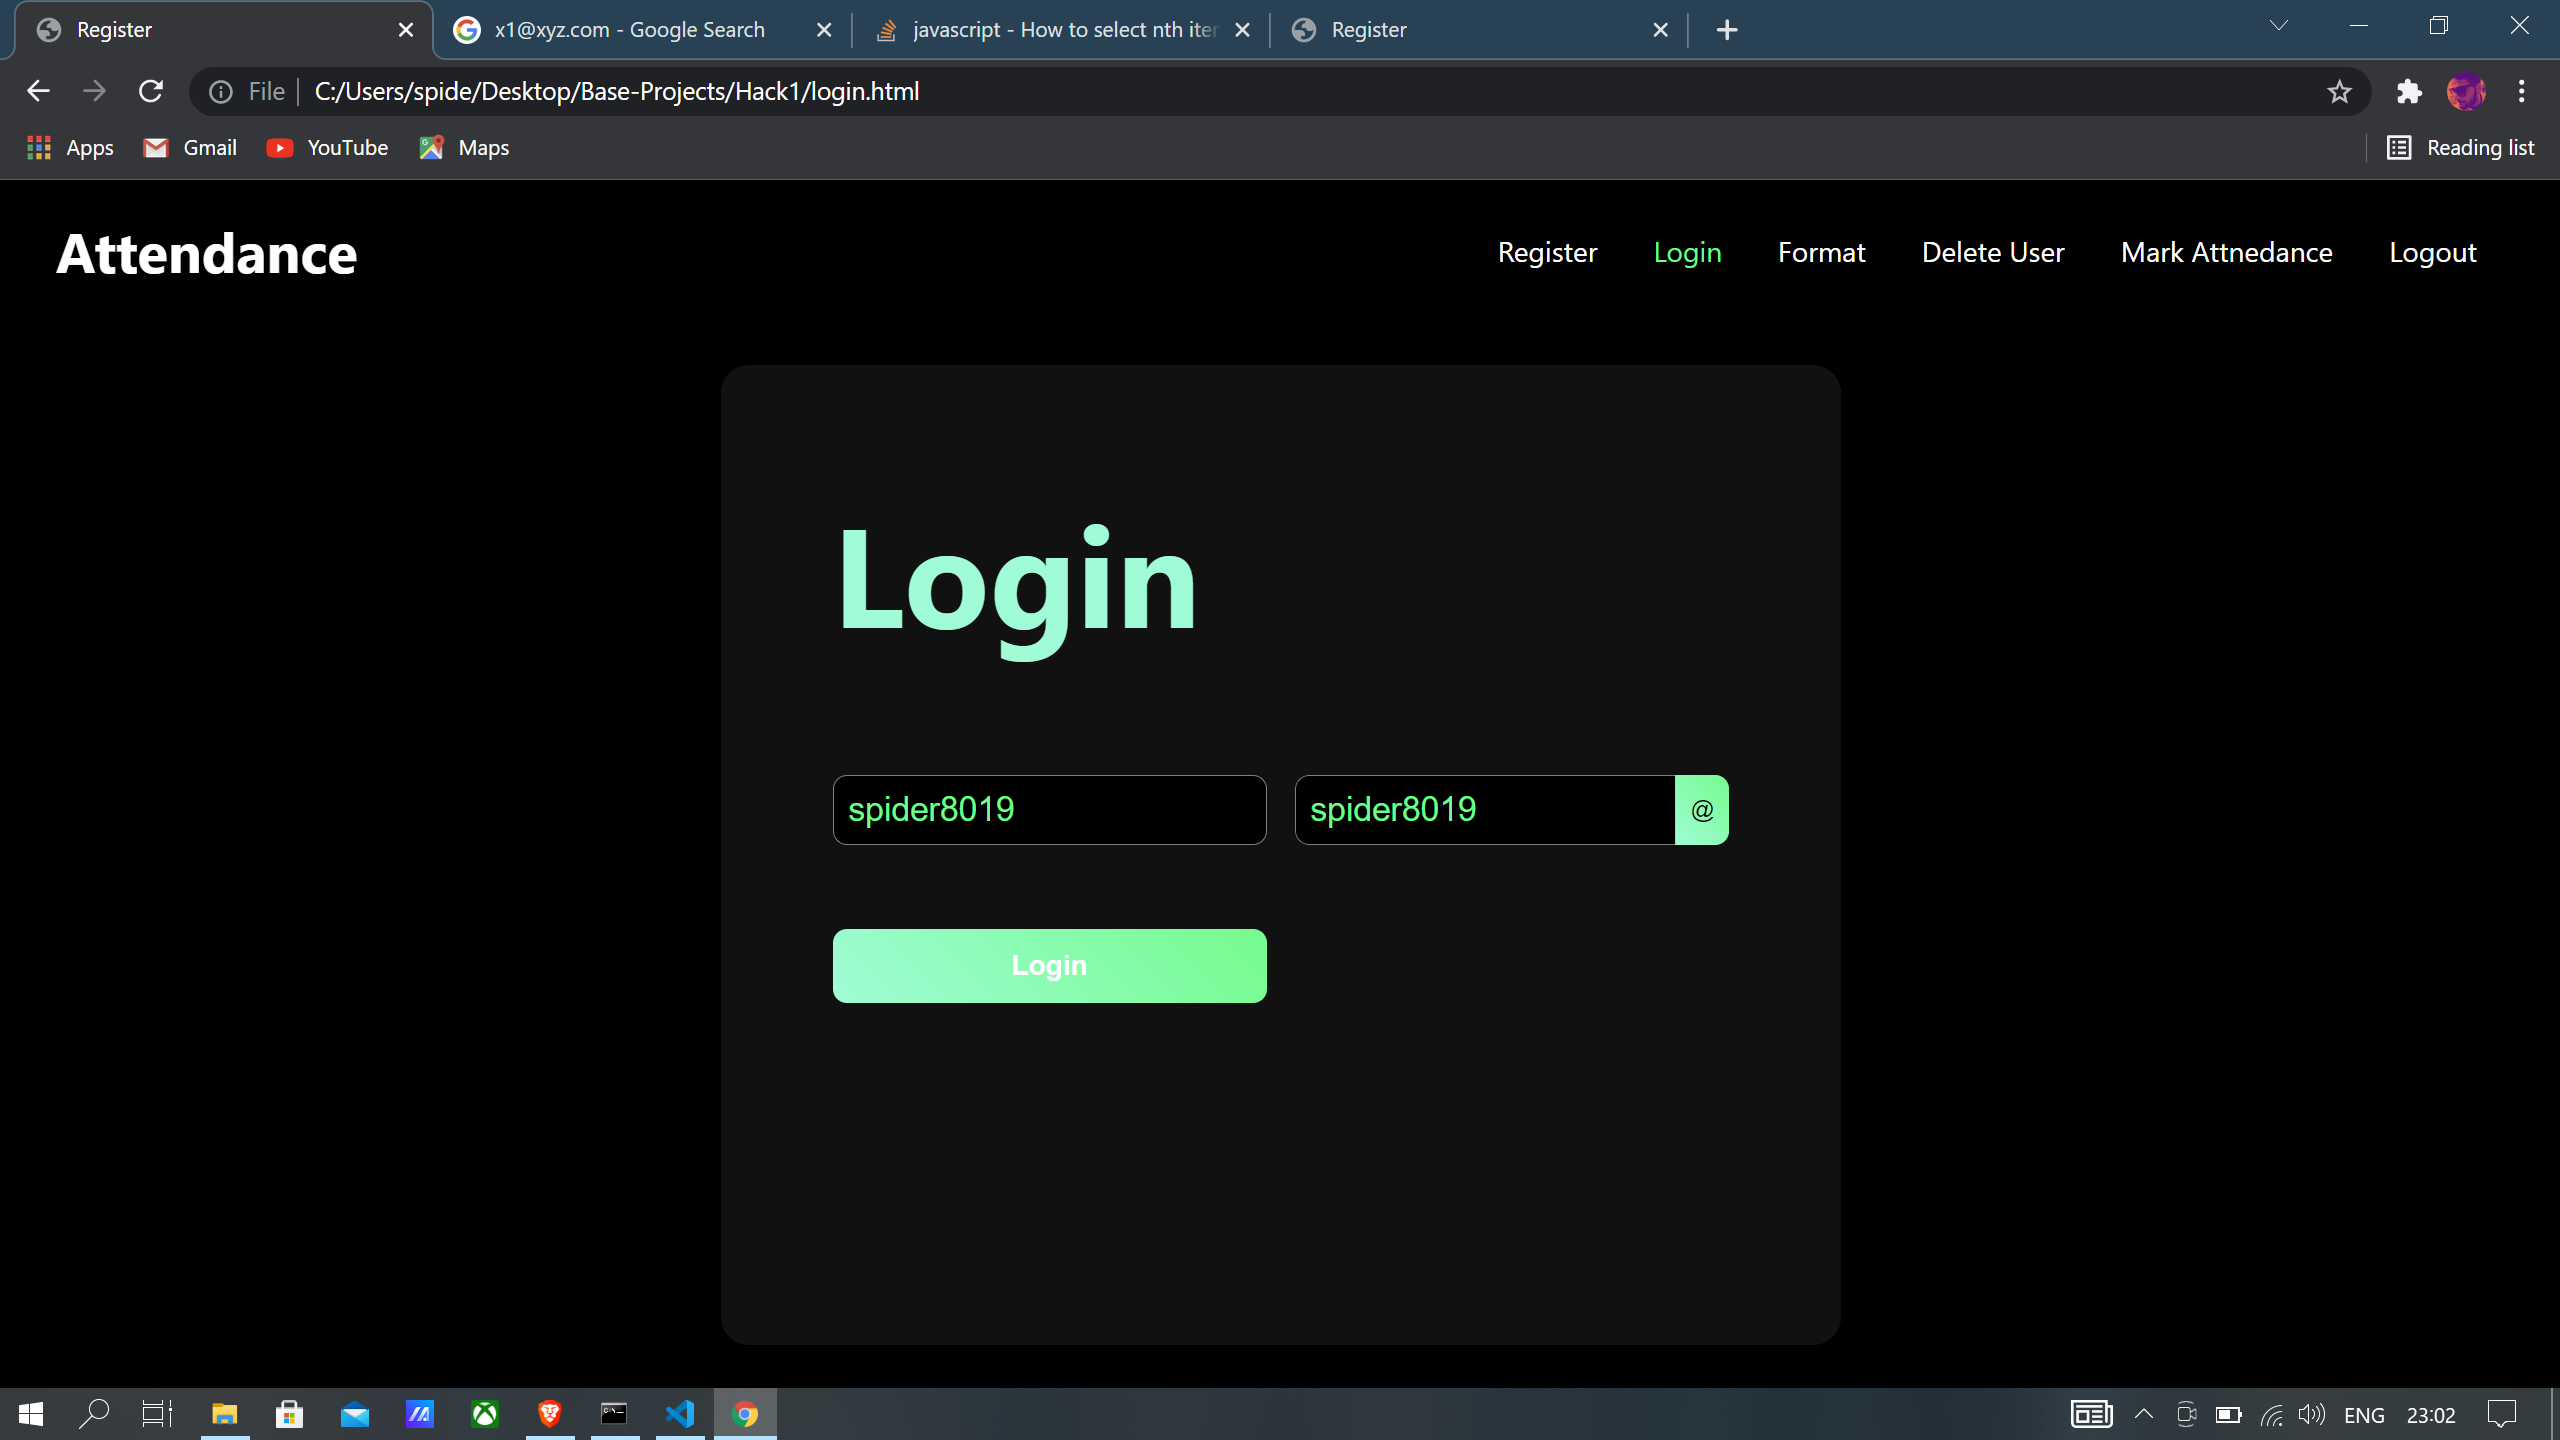 Register
x1@xyz.com - Google Search
javascript - How to select nth iter
Register
File
C:/Users/spide/Desktop/Base-Projects/Hack1/login.html
Apps
Gmail
YouTube
Maps
Reading list
Attendance
Register
Login
Format
Delete User
Mark Attnedance
Logout
Login
spider8019
spider8019
@
Login
ENG
23:02